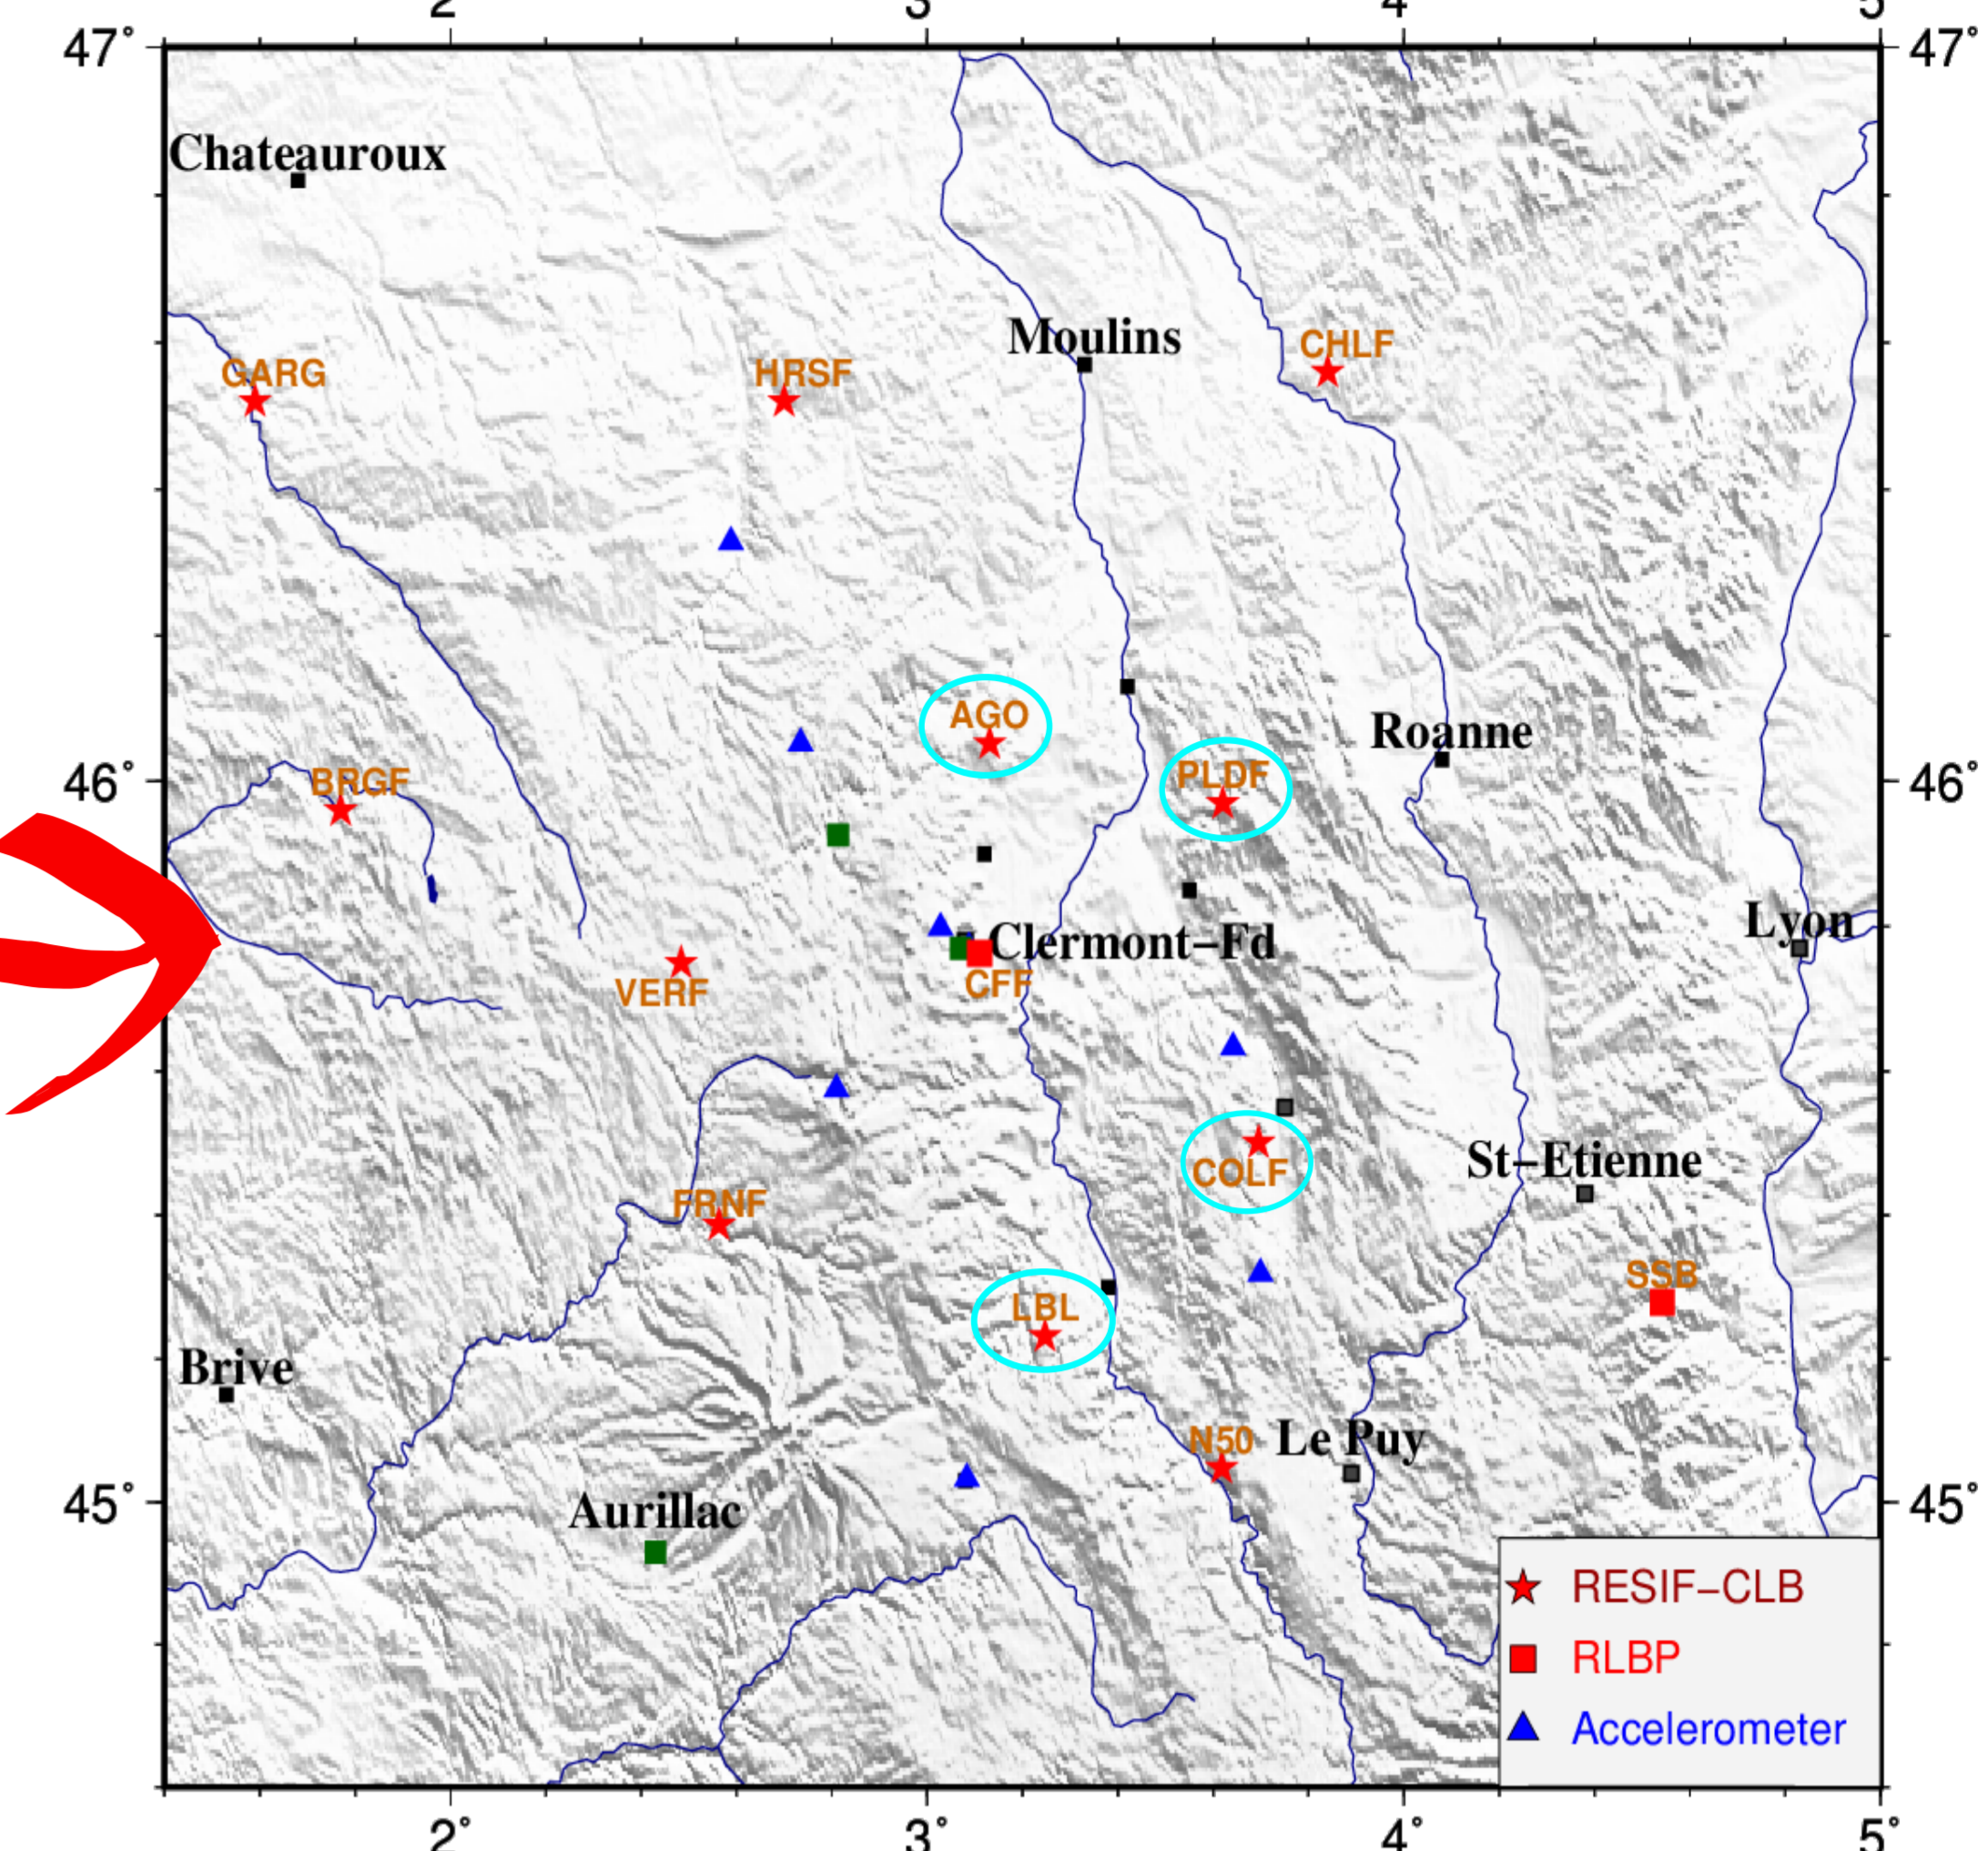 2 3 4 5
47° 47°
Chateauroux
Moulins
CHLF
GARG
HRSF
AGO
Roanne
PLDF
46° BRGF 46°
Lyon
Clermont-Fd
VERF
CFF
St-Etienne
COLF
FRNF
SSB
LBL
Brive
N50
Le Puy
45° Aurillac 45°
RESIF-CLB
RLBP
Accelerometer
2° 3° 4° 5°